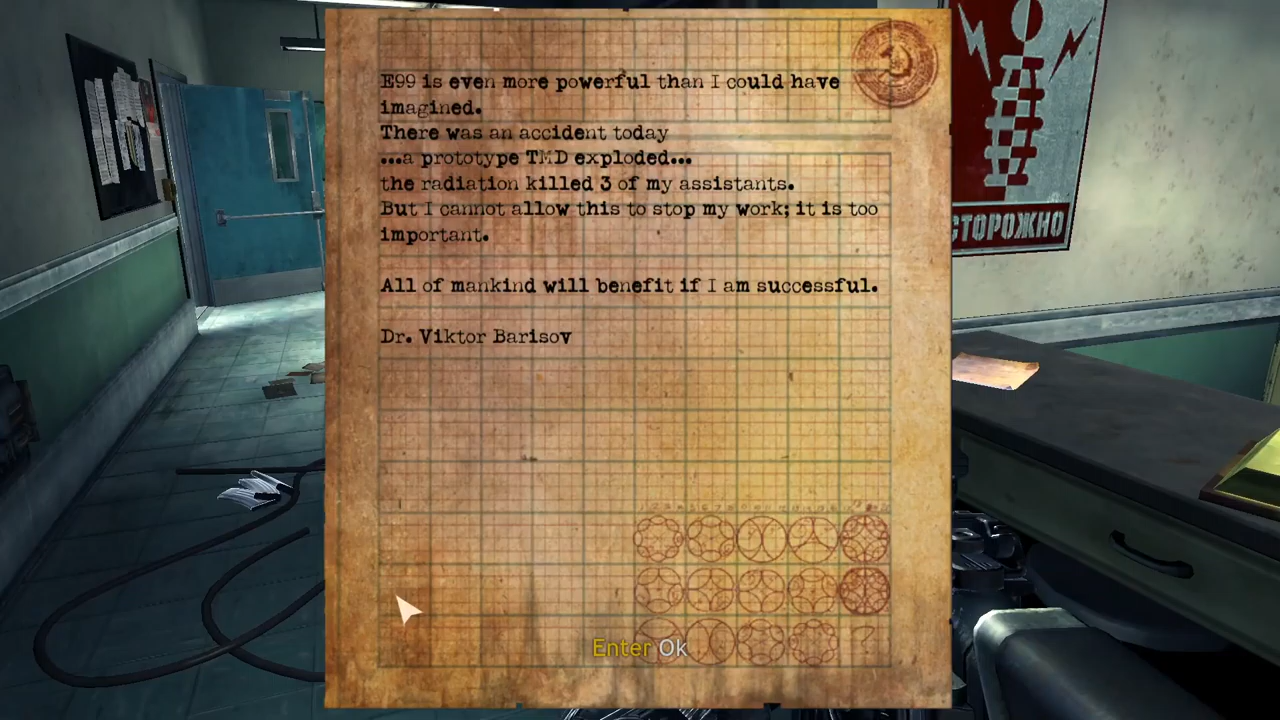 E99 is even more powerful than I could have
imagined.
There was an accident today
...a prototype TMD exploded...
the radiation killed 3 of my assistants.
But I cannot allow this to stop my work; it is too
important.
All of mankind will benefit if I am successful.
Dr. Viktor Barisov
Enter Ok
СТОРОЖНО